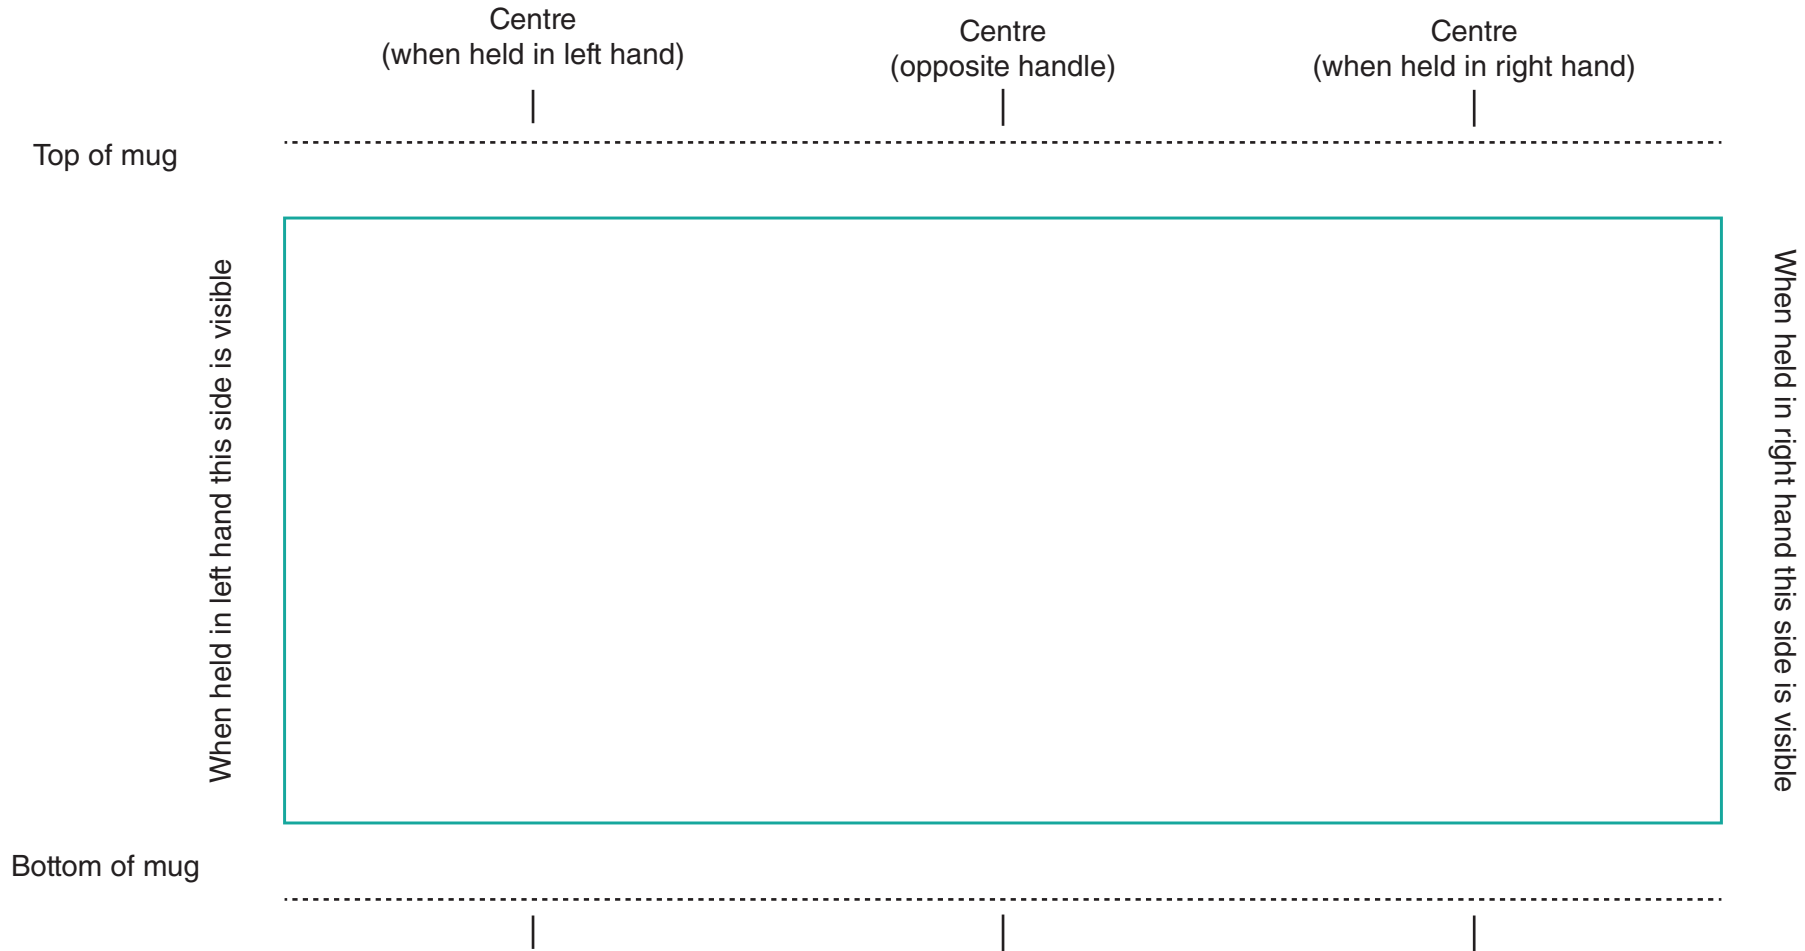 Centre
(when held in left hand)
Centre
(opposite handle)
Centre
(when held in right hand)
Top of mug
When held in left hand this side is visible
When held in right hand this side is visible
Bottom of mug